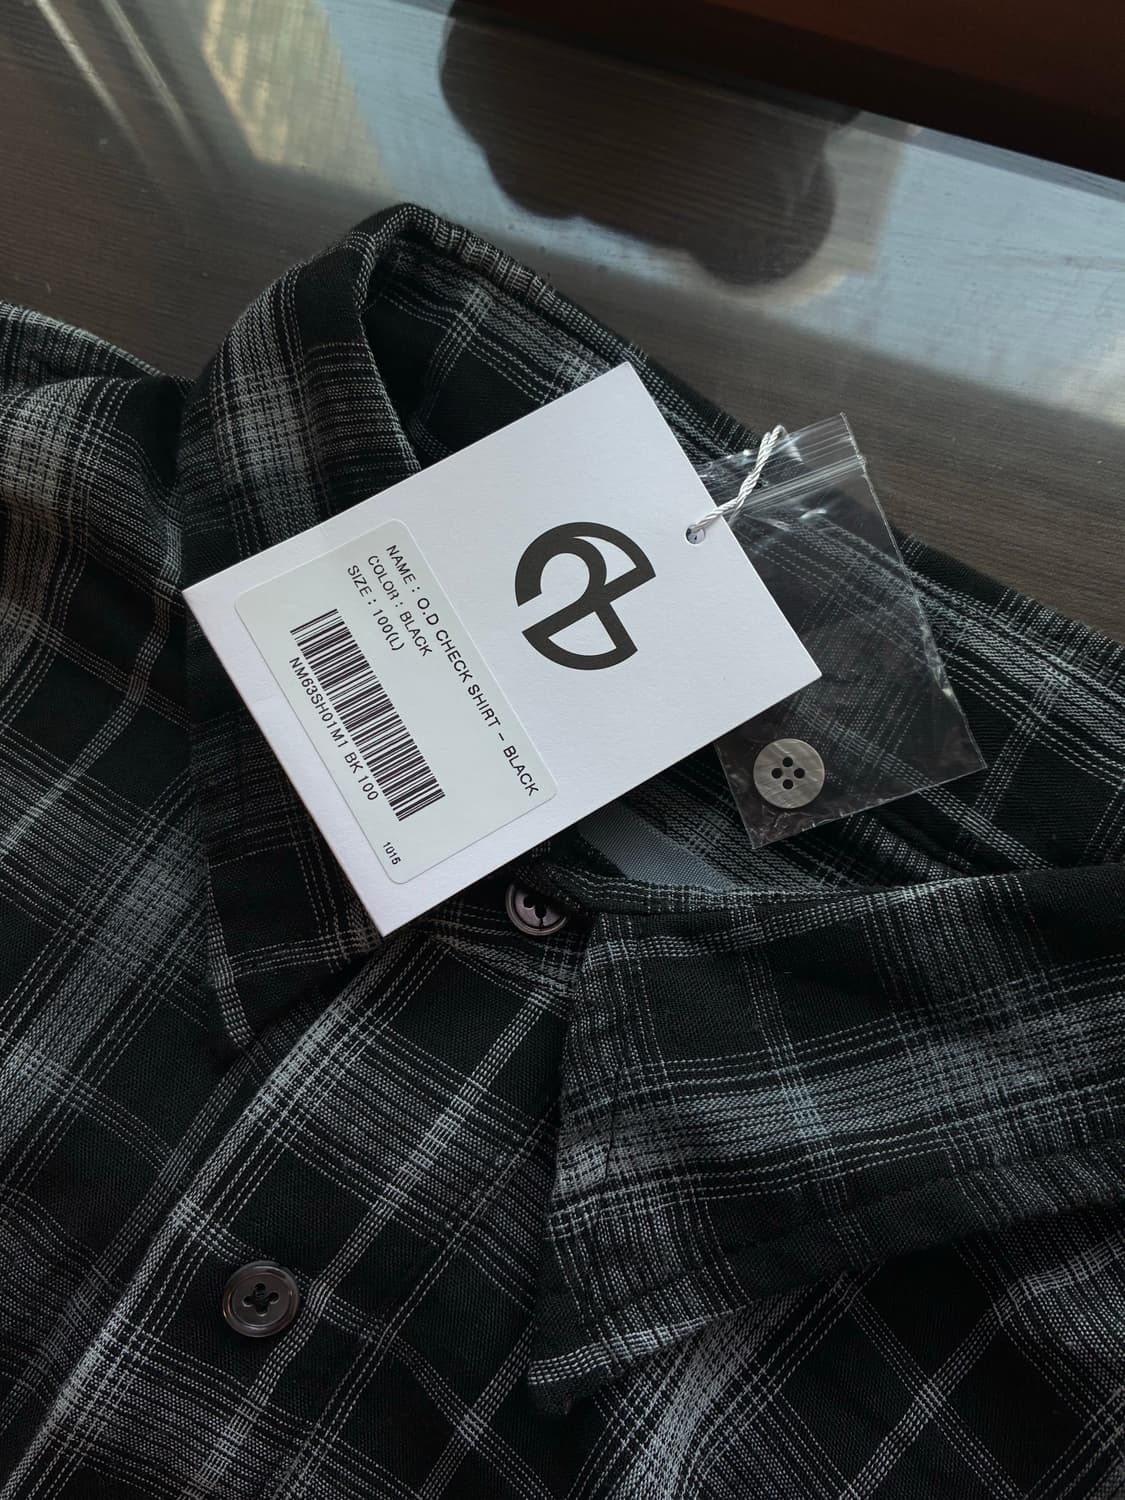 NAME : O.D CHECK SHIRT - BLACK
COLOR : BLACK
SIZE : 100(L)
NM63SH01M1 BK 100
1015